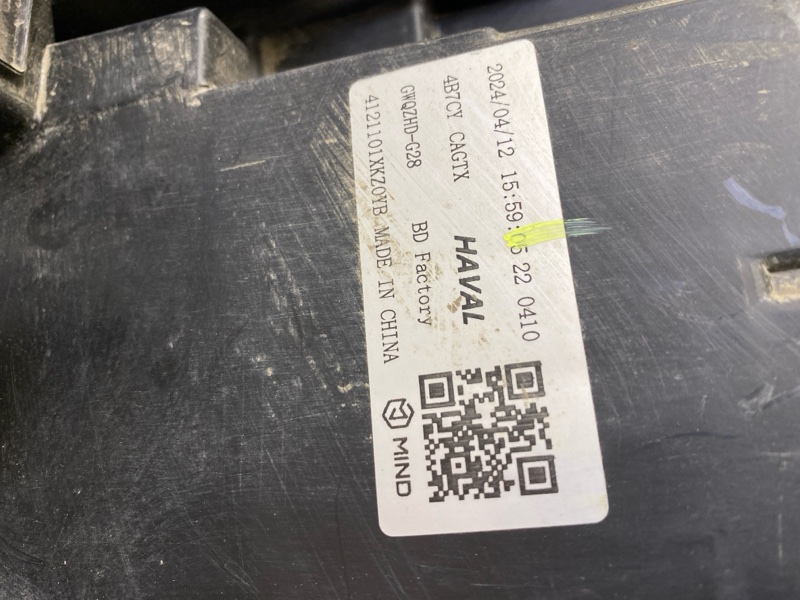 2024/04/12 15:59:06 22 0410
4B7CY CAGTX HAVAL
GWQZHD-G28 BD Factory
4121101XKZ0YB MADE IN CHINA
MIND